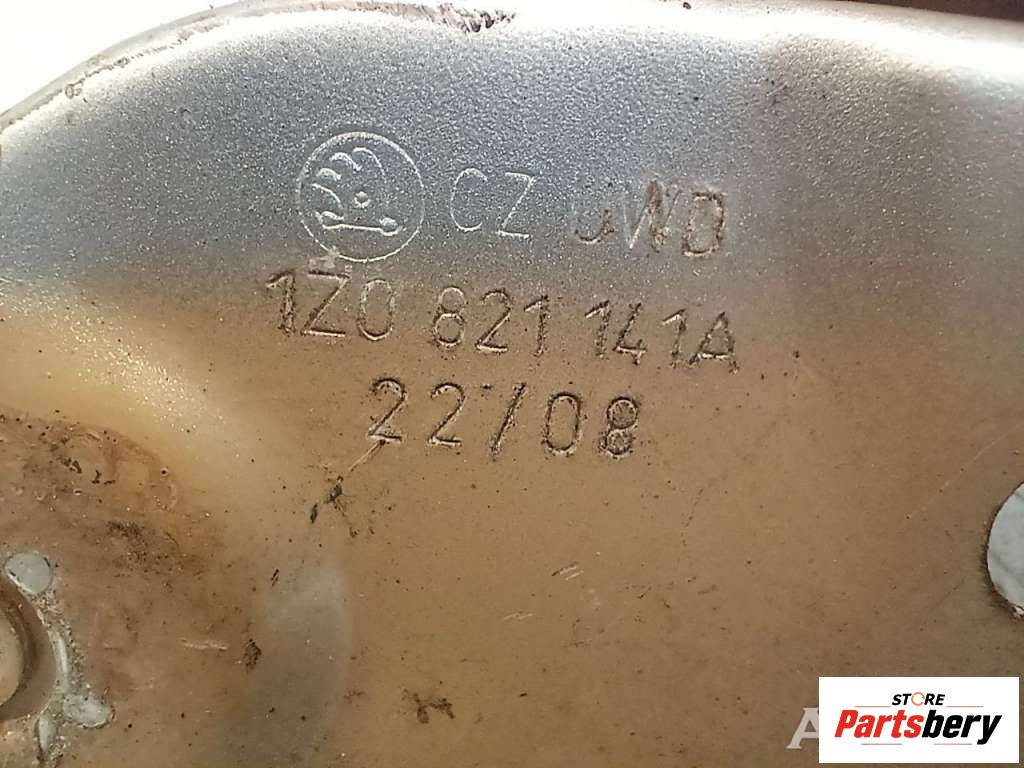 CZ
1Z0 821 141A
22/08
STORE
Partsbery